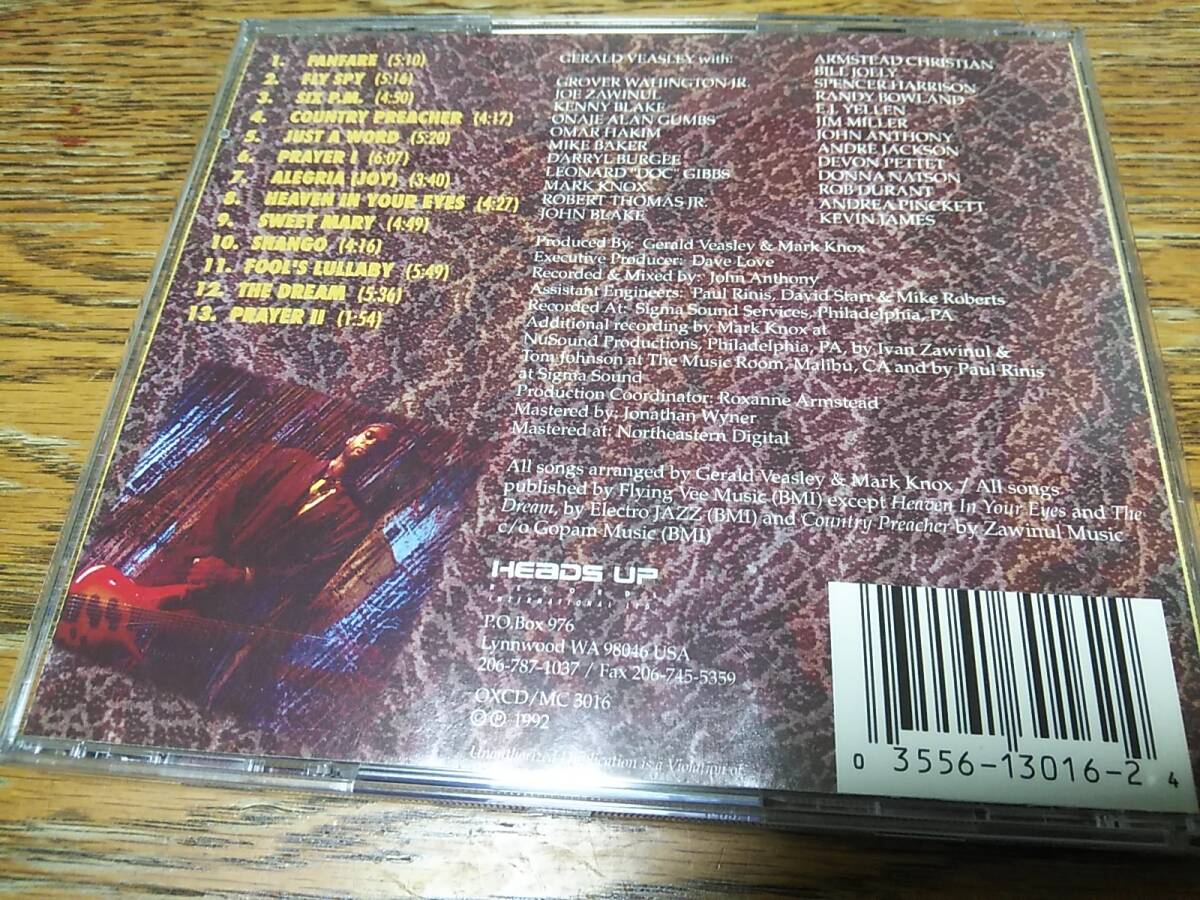 1. FANFARE (5:10)
2. FLY SPY (5:16)
3. SIX P.M. (4:50)
4. COUNTRY PREACHER (4:17)
5. JUST A WORD (5:20)
6. PRAYER I (6:07)
7. ALEGRIA (JOY) (3:40)
8. HEAVEN IN YOUR EYES (4:27)
9. SWEET MARY (4:49)
10. SHANGO (4:16)
11. FOOL'S LULLABY (5:49)
12. THE DREAM (5:36)
13. PRAYER II (1:54)
GERALD VEASLEY with:
GROVER WAHINGTON JR.
JOE ZAWINUL
KENNY BLAKE
ONAJE ALAN GUMBS
OMAR HAKIM
MIKE BAKER
DARRYL BURGEE
LEONARD "DOC" GIBBS
MARK KNOX
ROBERT THOMAS JR.
JOHN BLAKE
ARMSTEAD CHRISTIAN
BILL JOLLY
SPENCER HARRISON
RANDY BOWLAND
E.J. YELLEN
JIM MILLER
JOHN ANTHONY
ANDRE JACKSON
DEVON PETTET
DONNA NATSON
ROB DURANT
ANDREA PINCKETT
KEVIN JAMES
Produced By: Gerald Veasley & Mark Knox
Executive Producer: Dave Love
Recorded & Mixed by: John Anthony
Assistant Engineers: Paul Rinis, David Starr & Mike Roberts
Recorded At: Sigma Sound Services, Philadelphia, PA
Additional recording by Mark Knox at
NuSound Productions, Philadelphia, PA, by Ivan Zawinul &
Tom Johnson at The Music Room, Malibu, CA and by Paul Rinis
at Sigma Sound
Production Coordinator: Roxanne Armstead
Mastered by: Jonathan Wyner
Mastered at: Northeastern Digital
All songs arranged by Gerald Veasley & Mark Knox / All songs
published by Flying Vee Music (BMI) except Heaven In Your Eyes and The
Dream, by Electro JAZZ (BMI) and Country Preacher by Zawinul Music
c/o Gopam Music (BMI)
HEADS UP
INTERNATIONAL LTD
P.O.Box 976
Lynnwood WA 98046 USA
206-787-1037 / Fax 206-745-5359
OXCD/MC 3016
© ℗ 1992
Unauthorized Duplication is a Violation of
0 3556-13016-2 4